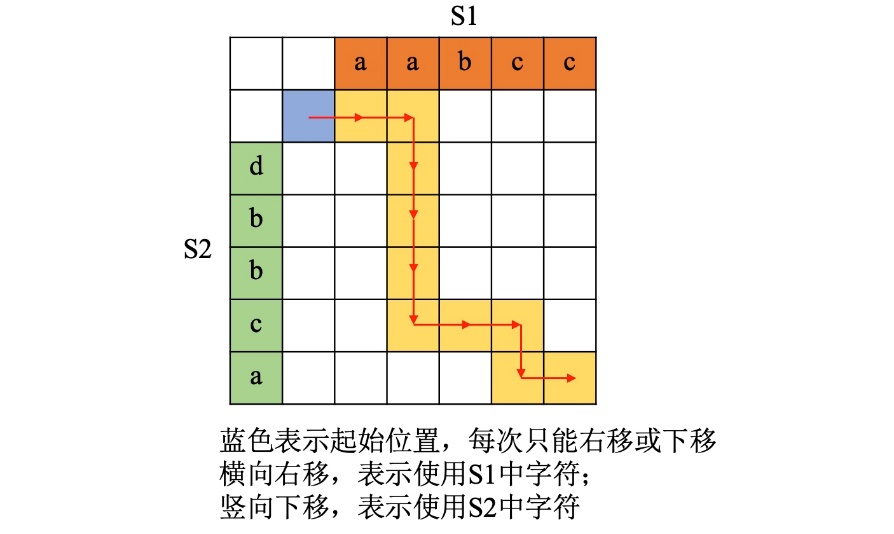 S1
a a b c c
d
b
S2
b
c
a
蓝色表示起始位置，每次只能右移或下移
横向右移，表示使用S1中字符；
竖向下移，表示使用S2中字符